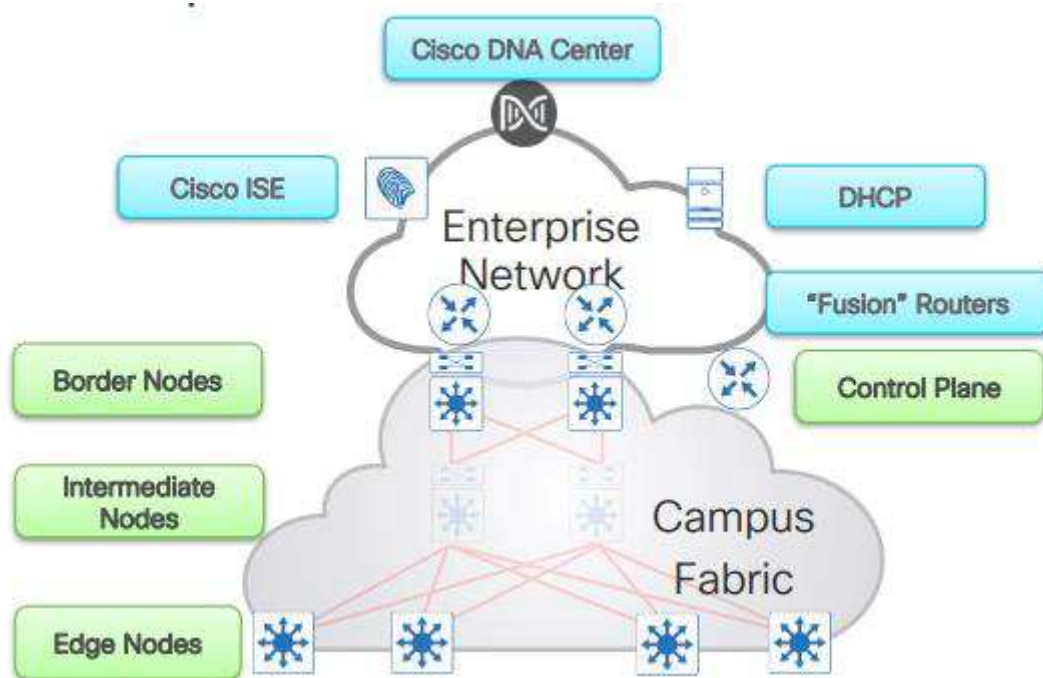 Cisco DNA Center
Cisco ISE
DHCP
Enterprise
Network
“Fusion” Routers
Border Nodes
Control Plane
Intermediate
Nodes
Campus
Fabric
Edge Nodes